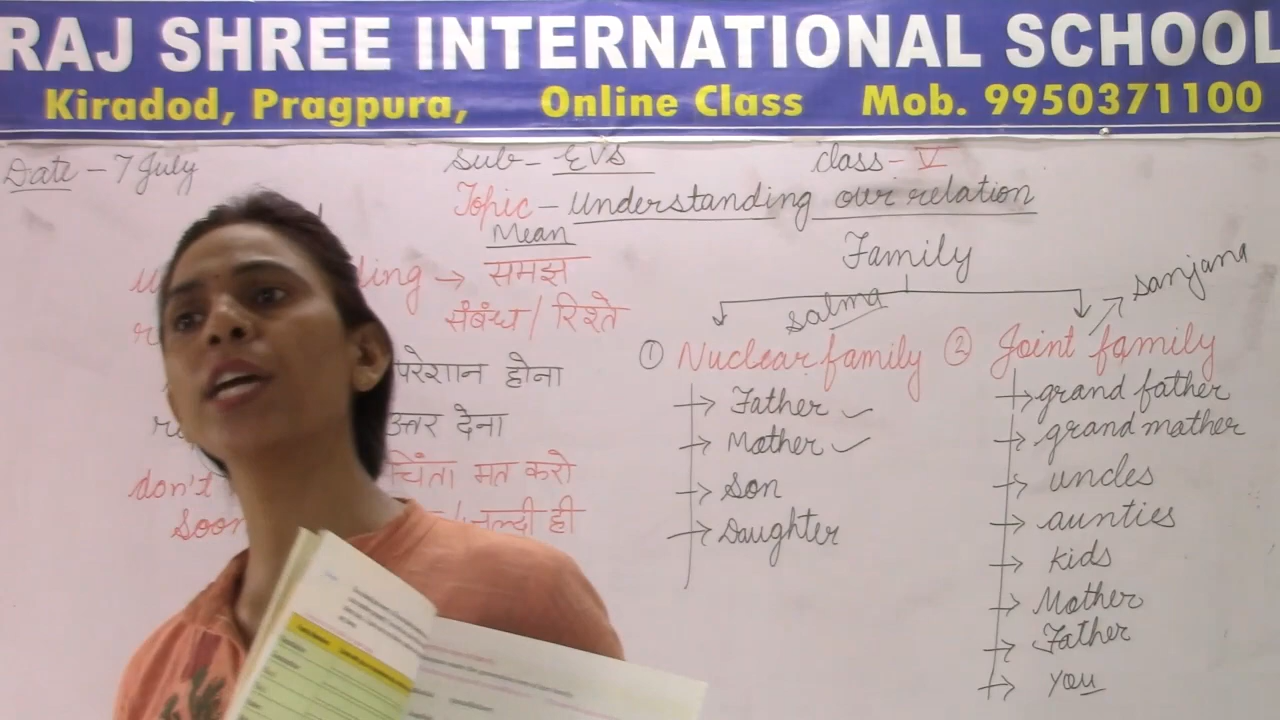 RAJ SHREE INTERNATIONAL SCHOOL
Kiradod, Pragpura, Online Class Mob. 9950371100
Date - 7 July
Sub - EVS
class - V
Topic - understanding our relation
Mean
समझ
संबंध / रिश्ते
परेशान होना
उत्तर देना
don't
चिंता मत करो
soon
जल्दी ही
Family
salma
sanjana
① Nuclear family
→ Father ✓
→ Mother ✓
→ Son
→ Daughter
② Joint family
→ grand father
→ grand mother
→ uncles
→ aunties
→ kids
→ Mother
→ Father
→ you